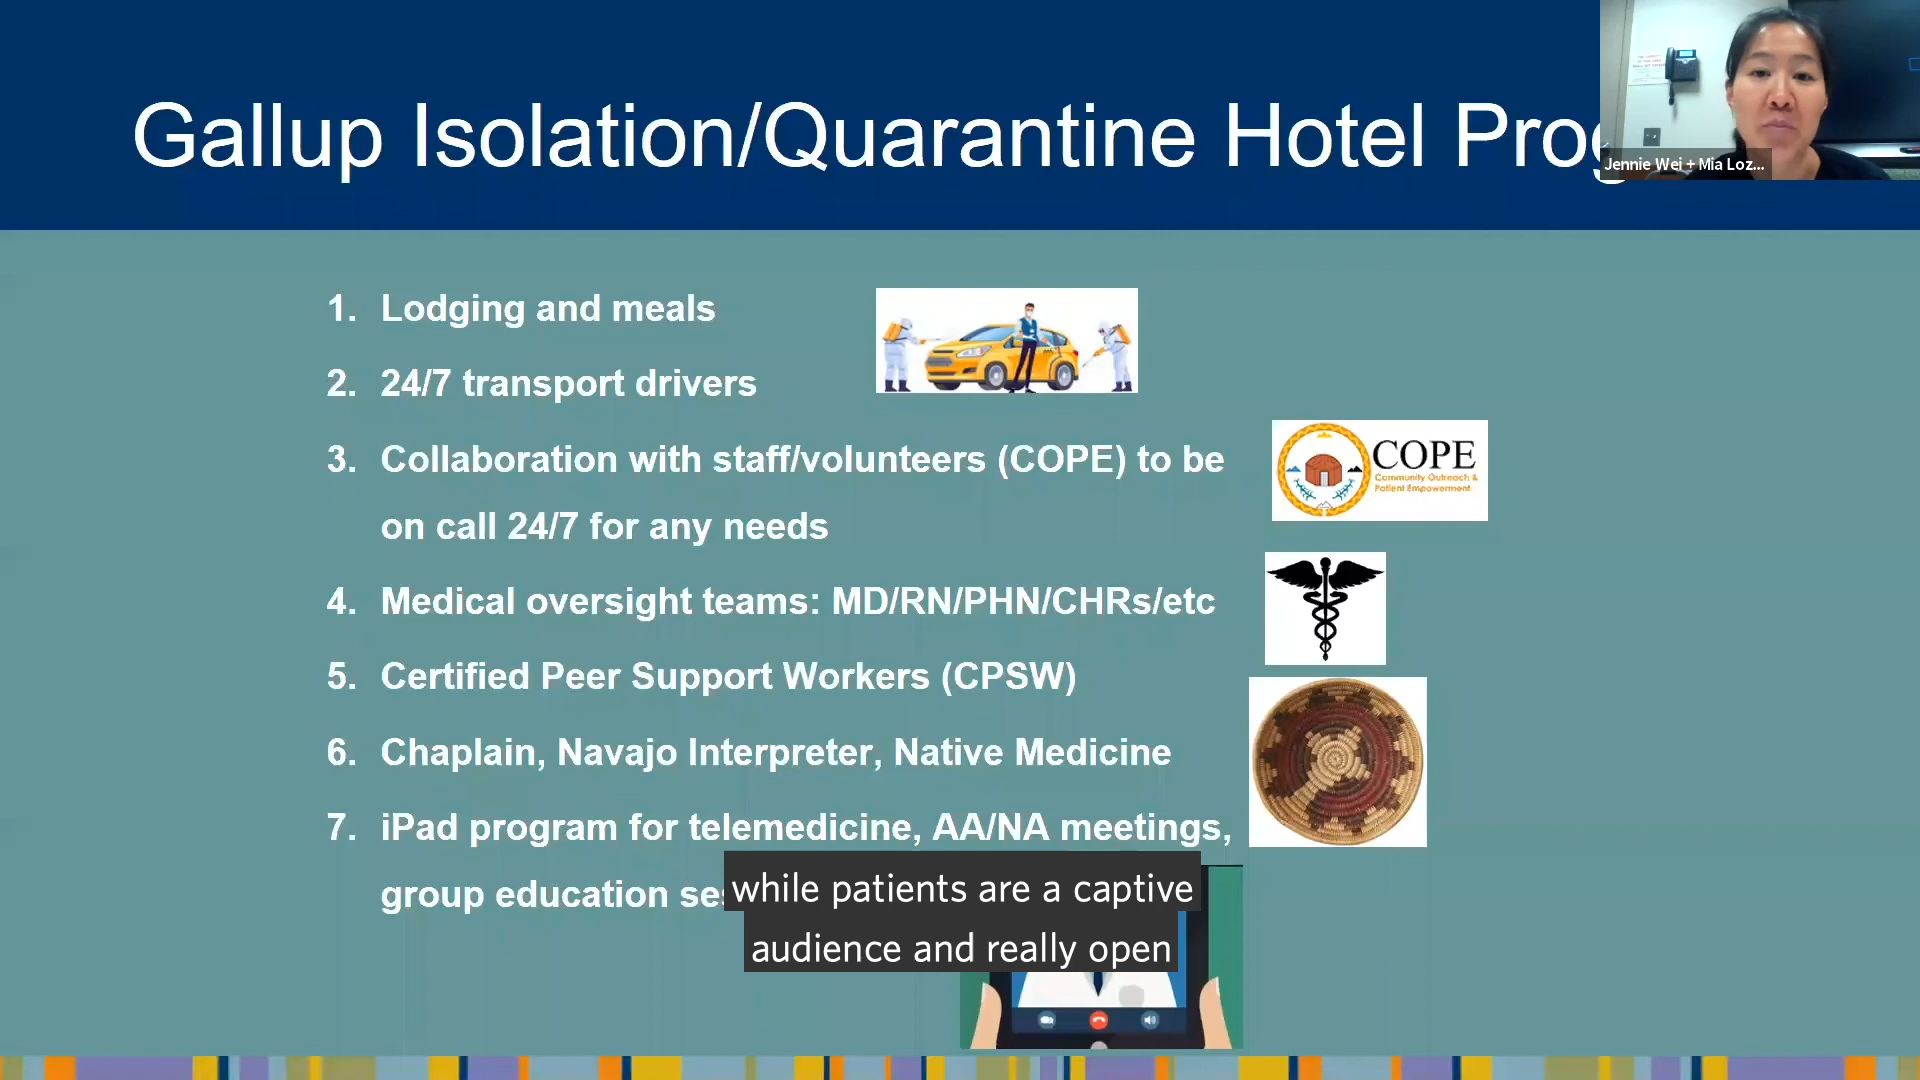 Gallup Isolation/Quarantine Hotel
Jennie Wei + Mia Loz...
1. Lodging and meals
2. 24/7 transport drivers
3. Collaboration with staff/volunteers (COPE) to be
on call 24/7 for any needs
COPE
Community Outreach &
Patient Empowerment
4. Medical oversight teams: MD/RN/PHN/CHRs/etc
5. Certified Peer Support Workers (CPSW)
6. Chaplain, Navajo Interpreter, Native Medicine
7. iPad program for telemedicine, AA/NA meetings,
group education
while patients are a captive
audience and really open